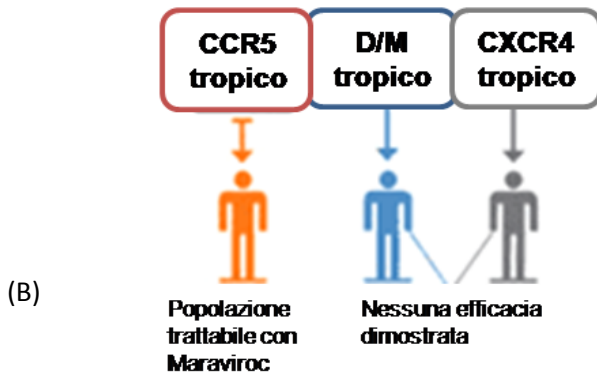 CCR5 tropico
D/M tropico
CXCR4 tropico
(B)
Popolazione
trattabile con
Maraviroc
Nessuna efficacia
dimostrata